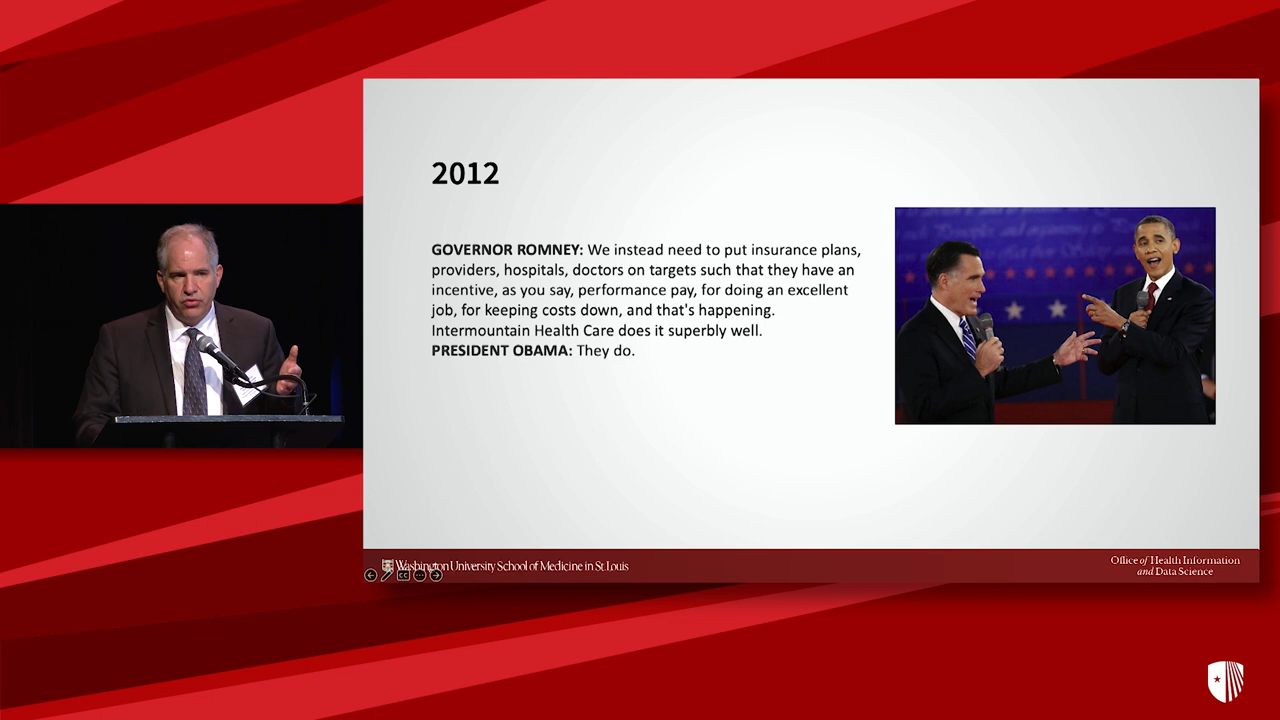 2012
GOVERNOR ROMNEY: We instead need to put insurance plans,
providers, hospitals, doctors on targets such that they have an
incentive, as you say, performance pay, for doing an excellent
job, for keeping costs down, and that's happening.
Intermountain Health Care does it superbly well.
PRESIDENT OBAMA: They do.
Washington University School of Medicine in St. Louis
Office of Health Information
and Data Science
CC